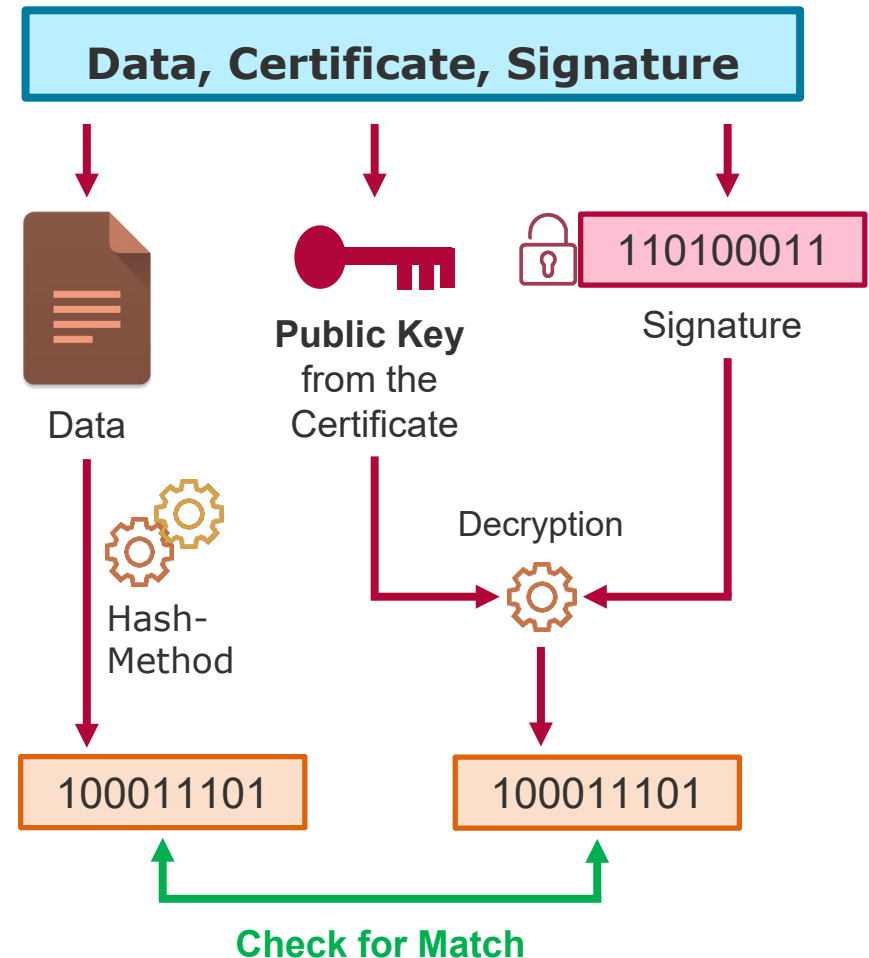 Data, Certificate, Signature
110100011
Signature
Public Key
from the
Certificate
Data
Decryption
Hash-
Method
100011101
100011101
Check for Match